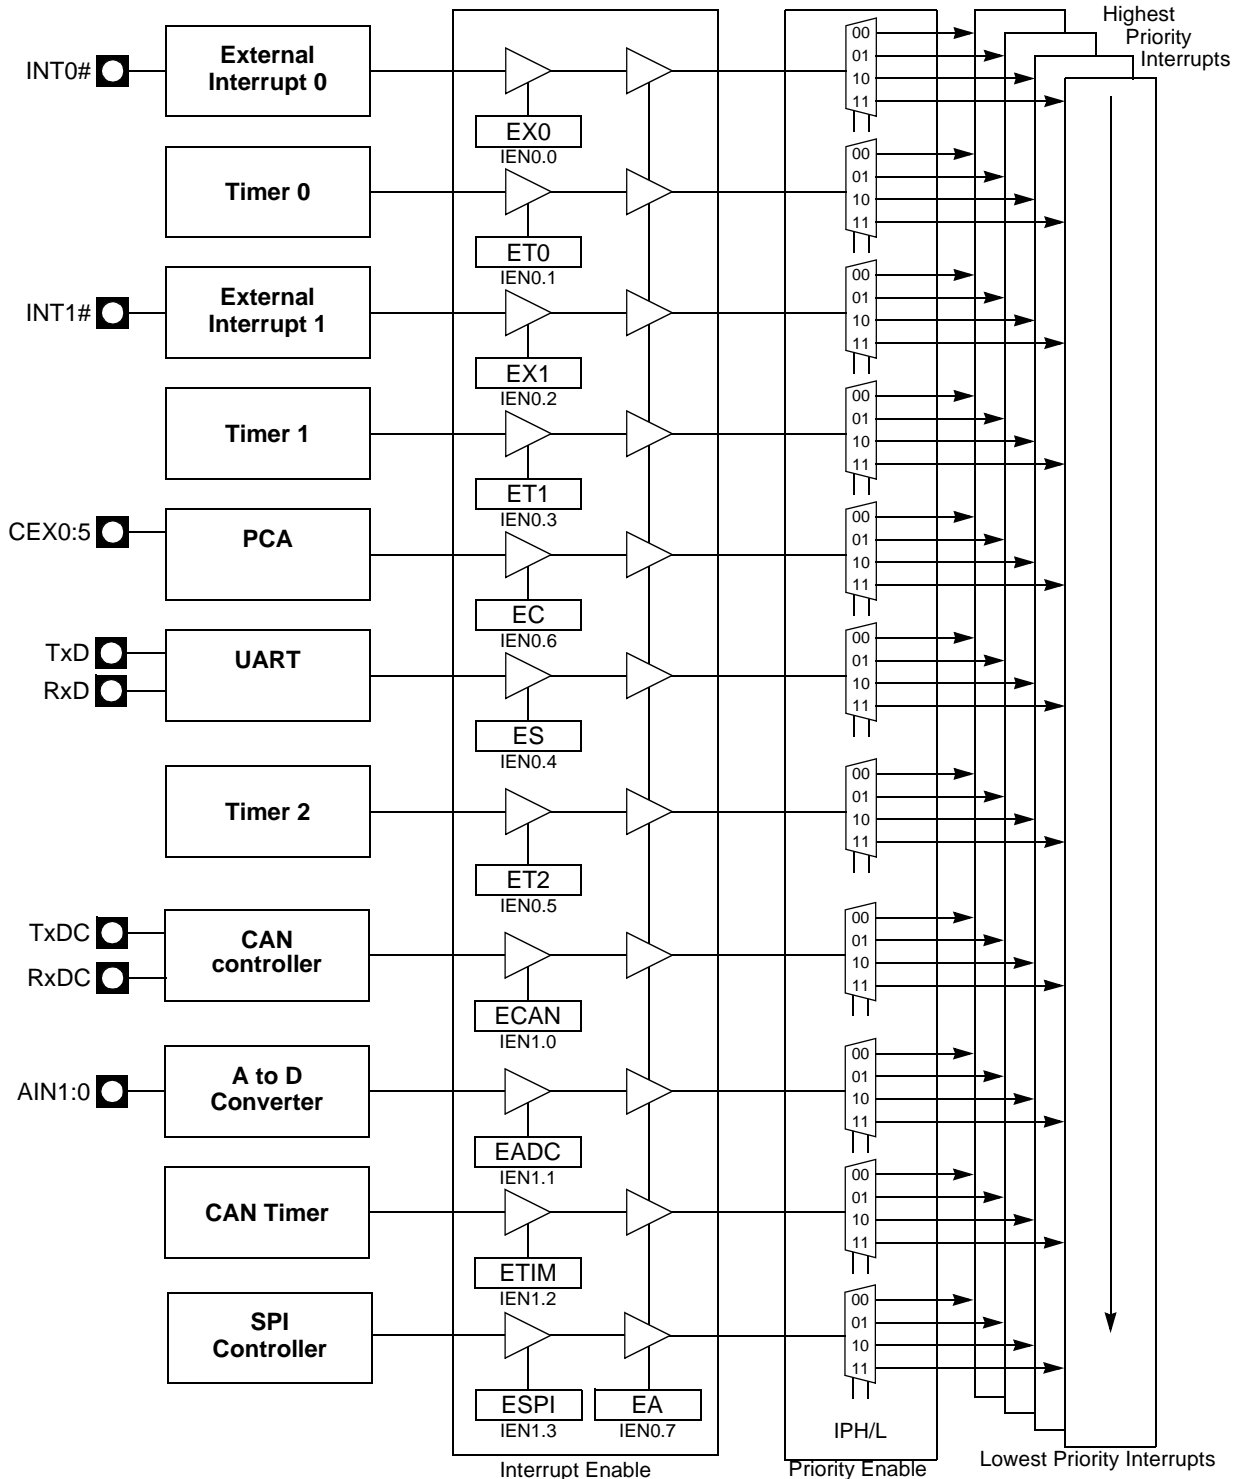 Highest
Priority
Interrupts
INT0#
External
Interrupt 0
EX0
IEN0.0
00
01
10
11
Timer 0
ET0
IEN0.1
00
01
10
11
INT1#
External
Interrupt 1
EX1
IEN0.2
00
01
10
11
Timer 1
ET1
IEN0.3
00
01
10
11
CEX0:5
PCA
EC
IEN0.6
00
01
10
11
TxD
RxD
UART
ES
IEN0.4
00
01
10
11
Timer 2
ET2
IEN0.5
00
01
10
11
TxDC
RxDC
CAN
controller
ECAN
IEN1.0
00
01
10
11
AIN1:0
A to D
Converter
EADC
IEN1.1
00
01
10
11
CAN Timer
ETIM
IEN1.2
00
01
10
11
SPI
Controller
ESPI
IEN1.3
EA
IEN0.7
00
01
10
11
IPH/L
Interrupt Enable
Priority Enable
Lowest Priority Interrupts